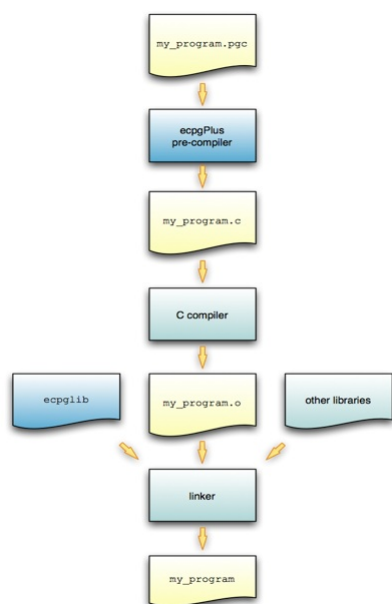 my_program.pgc
ecpgPlus
pre-compiler
my_program.c
C compiler
ecpglib
my_program.o
other libraries
linker
my_program